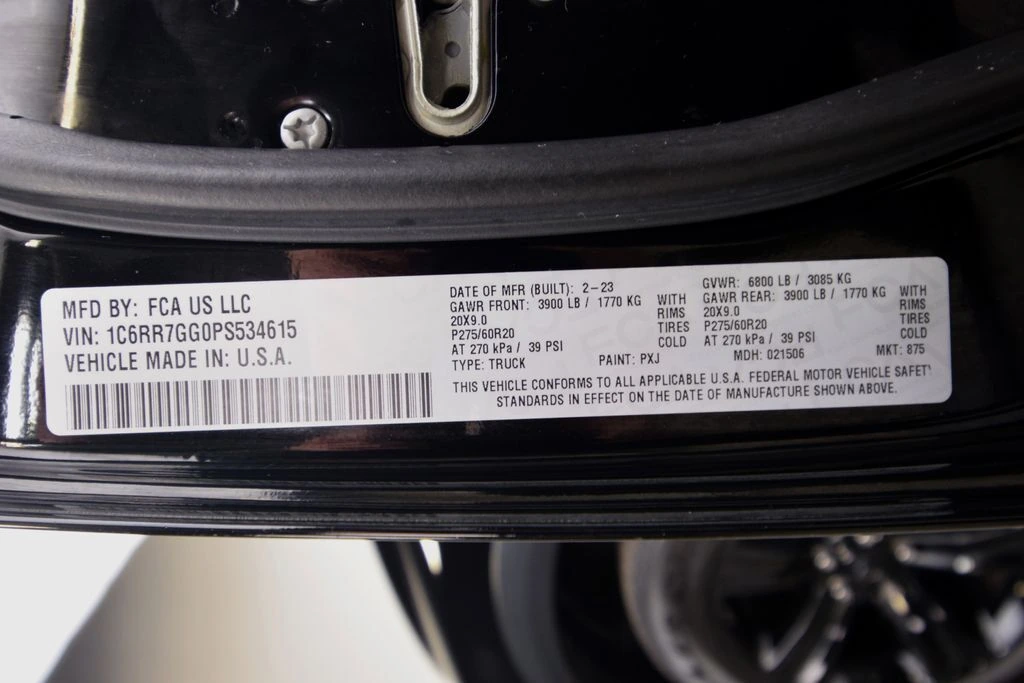 MFD BY: FCA US LLC
VIN: 1C6RR7GG0PS534615
VEHICLE MADE IN: U.S.A.
DATE OF MFR (BUILT): 2-23
GAWR FRONT: 3900 LB / 1770 KG WITH
20X9.0 RIMS
P275/60R20 TIRES
AT 270 kPa / 39 PSI COLD
TYPE: TRUCK PAINT: PXJ
GVWR: 6800 LB / 3085 KG
GAWR REAR: 3900 LB / 1770 KG WITH
20X9.0 RIMS
P275/60R20 TIRES
AT 270 kPa / 39 PSI COLD
MDH: 021506 MKT: 875
THIS VEHICLE CONFORMS TO ALL APPLICABLE U.S.A. FEDERAL MOTOR VEHICLE SAFETY
STANDARDS IN EFFECT ON THE DATE OF MANUFACTURE SHOWN ABOVE.